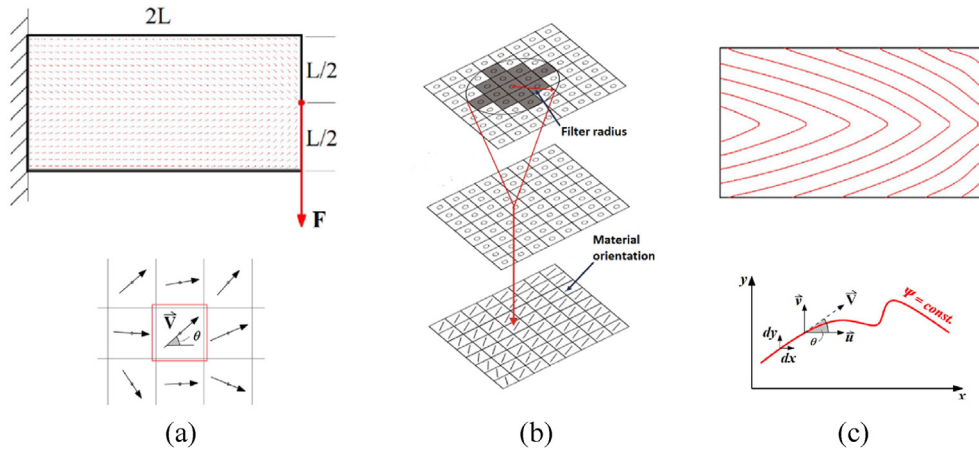 2L
L/2
L/2
F
V⃗
θ
(a)
Filter radius
Material
orientation
(b)
y
v⃗
V⃗
Ψ = const.
dy
θ
u⃗
dx
x
(c)